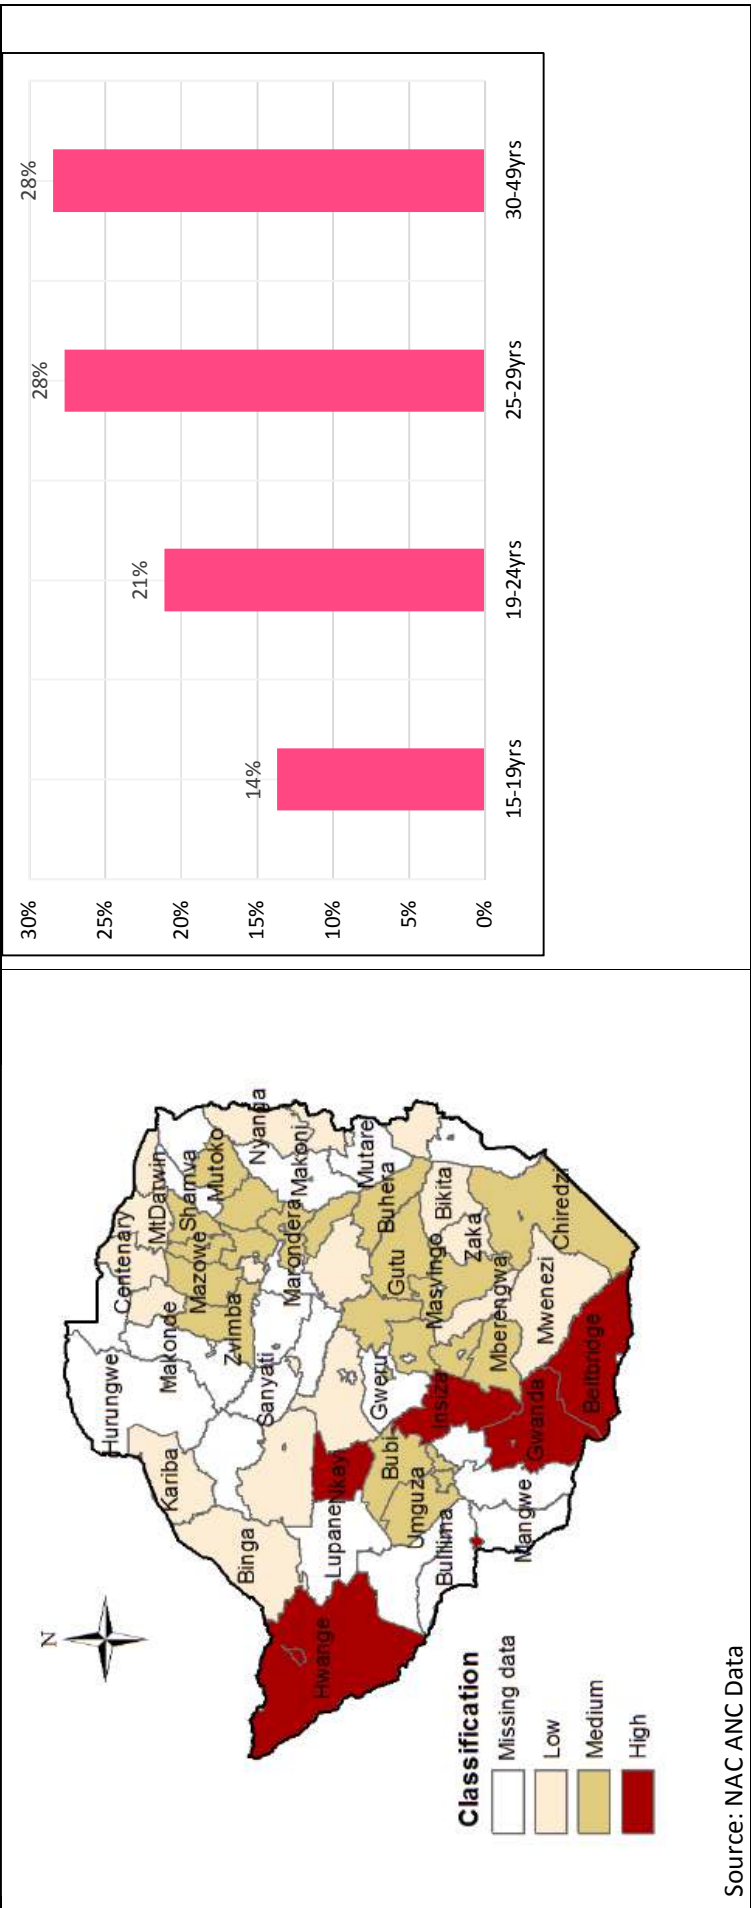 N
Hurungwe
Centenary
MtDarwin
Kariba
Makonde
Mazowe
Shamva
Mutoko
Binga
Zvimba
Sanyati
Nyanga
Marondera
Makoni
Hwange
Lupane
Nkayi
Gweru
Mutare
Buhera
Gutu
Bubi
Umguza
Insiza
Masvingo
Bikita
Zaka
Bulilima
Mberengwa
Mangwe
Gwanda
Mwenezi
Chiredzi
Beitbridge
Classification
Missing data
Low
Medium
High
30%
25%
20%
15%
10%
5%
0%
14%
21%
28%
28%
15-19yrs
19-24yrs
25-29yrs
30-49yrs
Source: NAC ANC Data